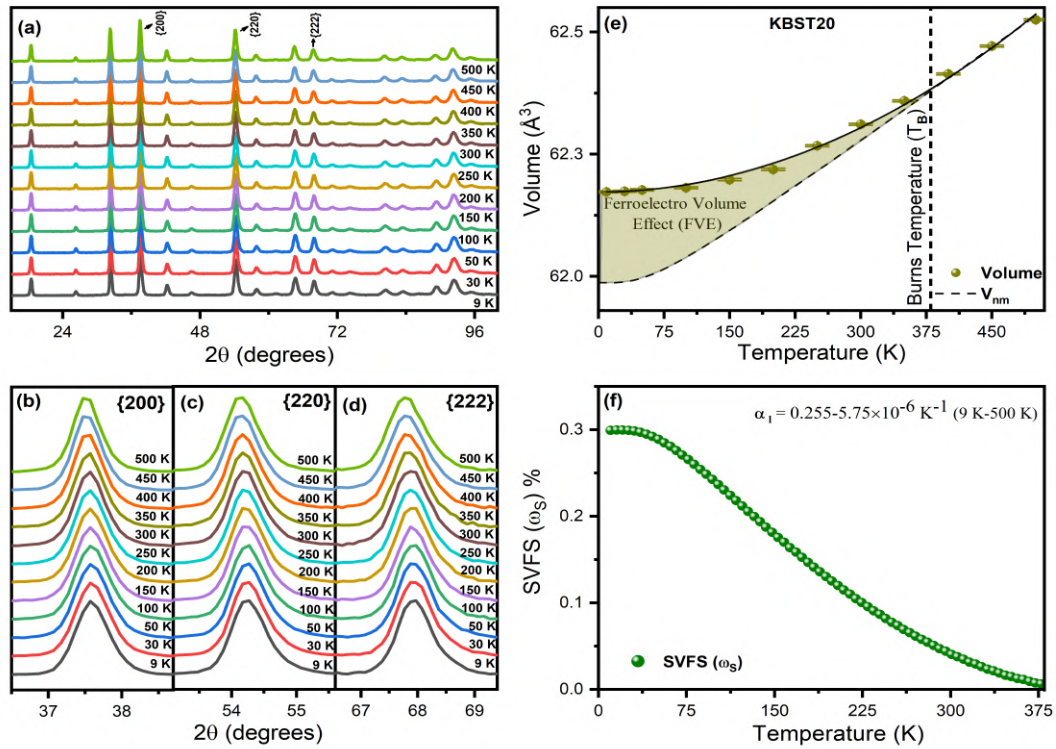 (a)
{200}
{220}
{222}
500 K
450 K
400 K
350 K
300 K
250 K
200 K
150 K
100 K
50 K
30 K
9 K
24 48 72 96
2θ (degrees)
(b) {200}
500 K
450 K
400 K
350 K
300 K
250 K
200 K
150 K
100 K
50 K
30 K
9 K
37 38
(c) {220}
500 K
450 K
400 K
350 K
300 K
250 K
200 K
150 K
100 K
50 K
30 K
9 K
54 55
(d) {222}
500 K
450 K
400 K
350 K
300 K
250 K
200 K
150 K
100 K
50 K
30 K
9 K
67 68 69
2θ (degrees)
(e) KBST20
Volume (Å³)
62.5
62.3
62.0
Ferroelectro Volume
Effect (FVE)
Burns Temperature (T_B)
Volume
V_nm
0 75 150 225 300 375 450
Temperature (K)
(f)
α_l = 0.255-5.75×10⁻⁶ K⁻¹ (9 K-500 K)
SVFS (ω_S) %
0.3
0.2
0.1
0.0
SVFS (ω_S)
0 75 150 225 300 375
Temperature (K)